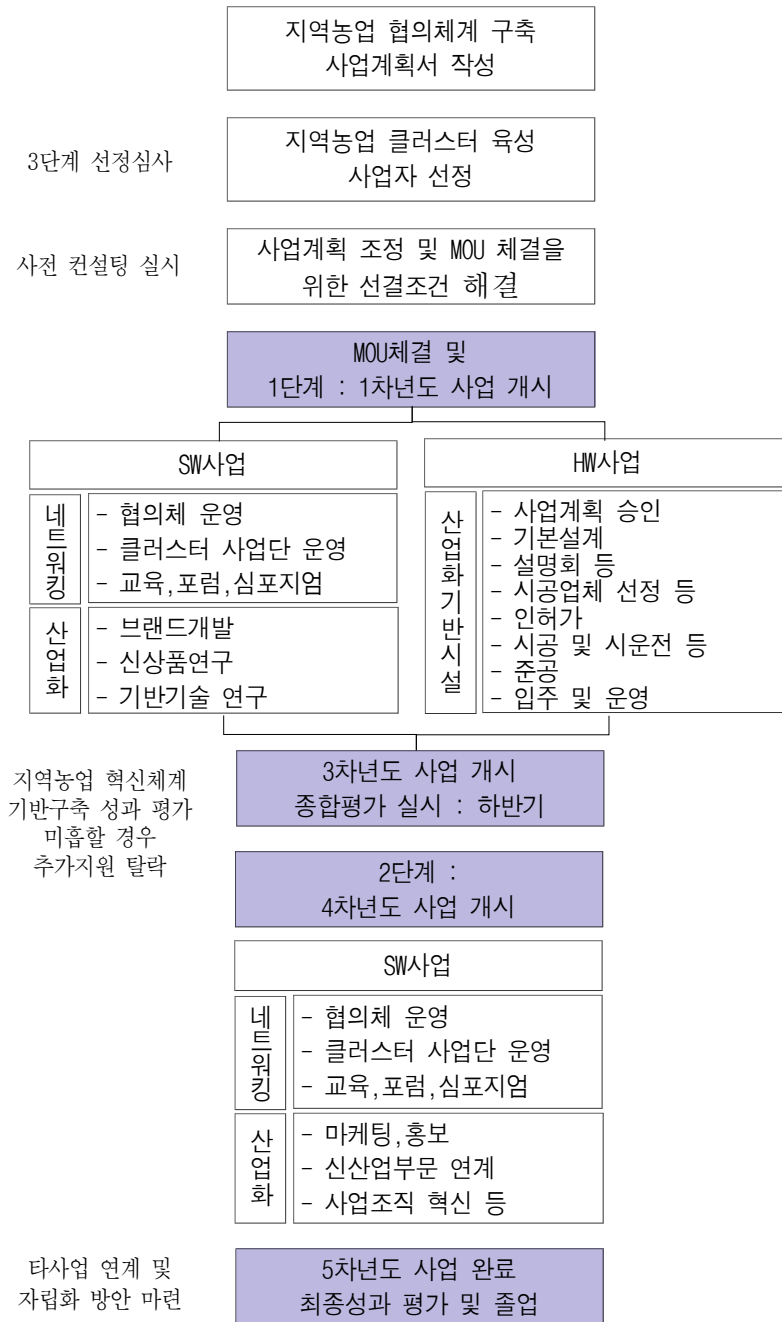 지역농업 협의체계 구축
사업계획서 작성
3단계 선정심사
지역농업 클러스터 육성
사업자 선정
사전 컨설팅 실시
사업계획 조정 및 MOU 체결을
위한 선결조건 해결
MOU체결 및
1단계 : 1차년도 사업 개시
SW사업
네트워킹
- 협의체 운영
- 클러스터 사업단 운영
- 교육,포럼,심포지엄
산업화
- 브랜드개발
- 신상품연구
- 기반기술 연구
HW사업
산업화기반시설
- 사업계획 승인
- 기본설계
- 설명회 등
- 시공업체 선정 등
- 인허가
- 시공 및 시운전 등
- 준공
- 입주 및 운영
지역농업 혁신체계
기반구축 성과 평가
미흡할 경우
추가지원 탈락
3차년도 사업 개시
종합평가 실시 : 하반기
2단계 :
4차년도 사업 개시
SW사업
네트워킹
- 협의체 운영
- 클러스터 사업단 운영
- 교육,포럼,심포지엄
산업화
- 마케팅,홍보
- 신산업부문 연계
- 사업조직 혁신 등
타사업 연계 및
자립화 방안 마련
5차년도 사업 완료
최종성과 평가 및 졸업